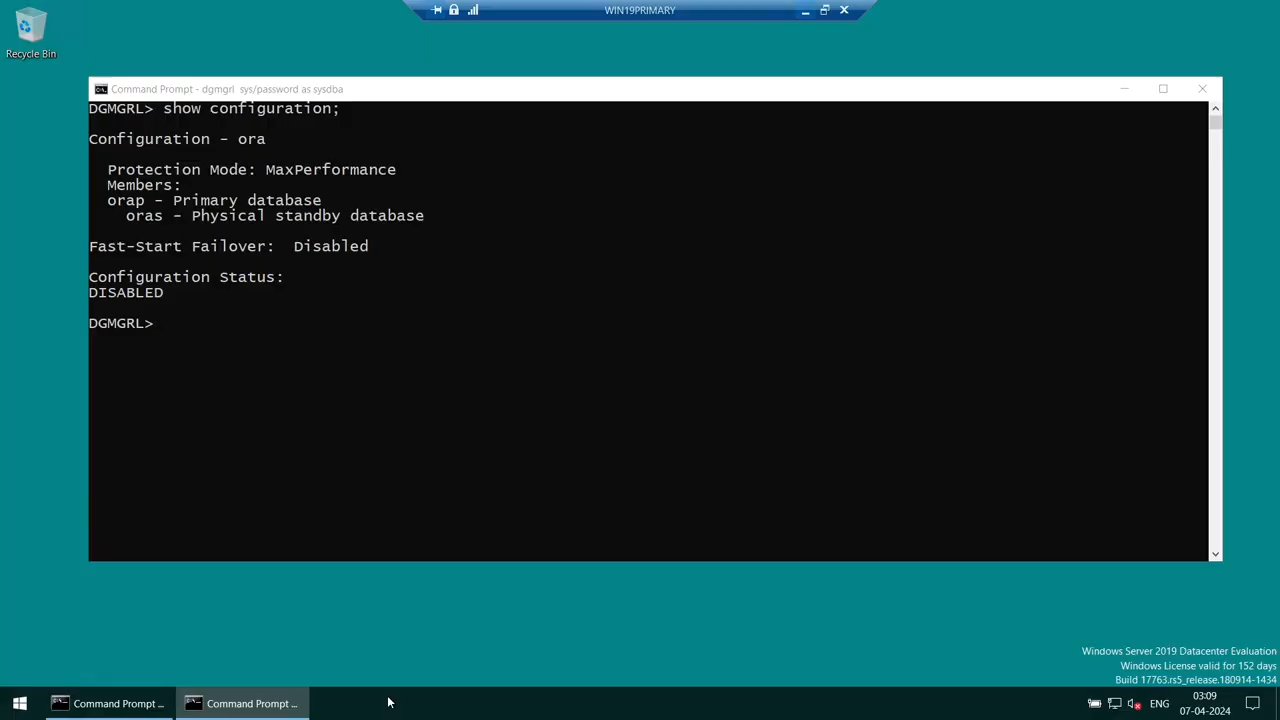 WIN19PRIMARY
Recycle Bin
Command Prompt - dgmgrl  sys/password as sysdba
DGMGRL> show configuration;
Configuration - ora
Protection Mode: MaxPerformance
Members:
orap - Primary database
oras - Physical standby database
Fast-Start Failover:  Disabled
Configuration Status:
DISABLED
DGMGRL>
Windows Server 2019 Datacenter Evaluation
Windows License valid for 152 days
Build 17763.rs5_release.180914-1434
Command Prompt ...
Command Prompt ...
ENG
03:09
07-04-2024